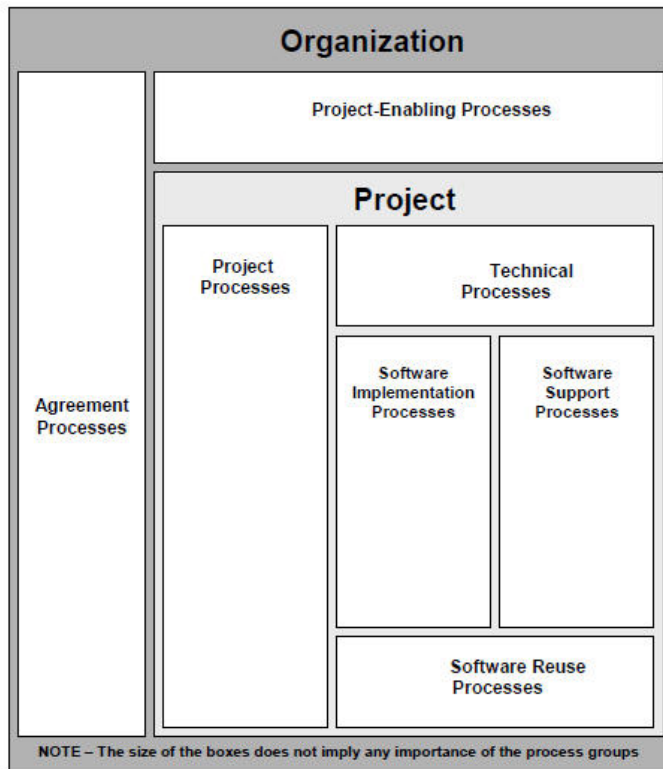 Organization
Project-Enabling Processes
Project
Project
Processes
Technical
Processes
Agreement
Processes
Software
Implementation
Processes
Software
Support
Processes
Software Reuse
Processes
NOTE – The size of the boxes does not imply any importance of the process groups